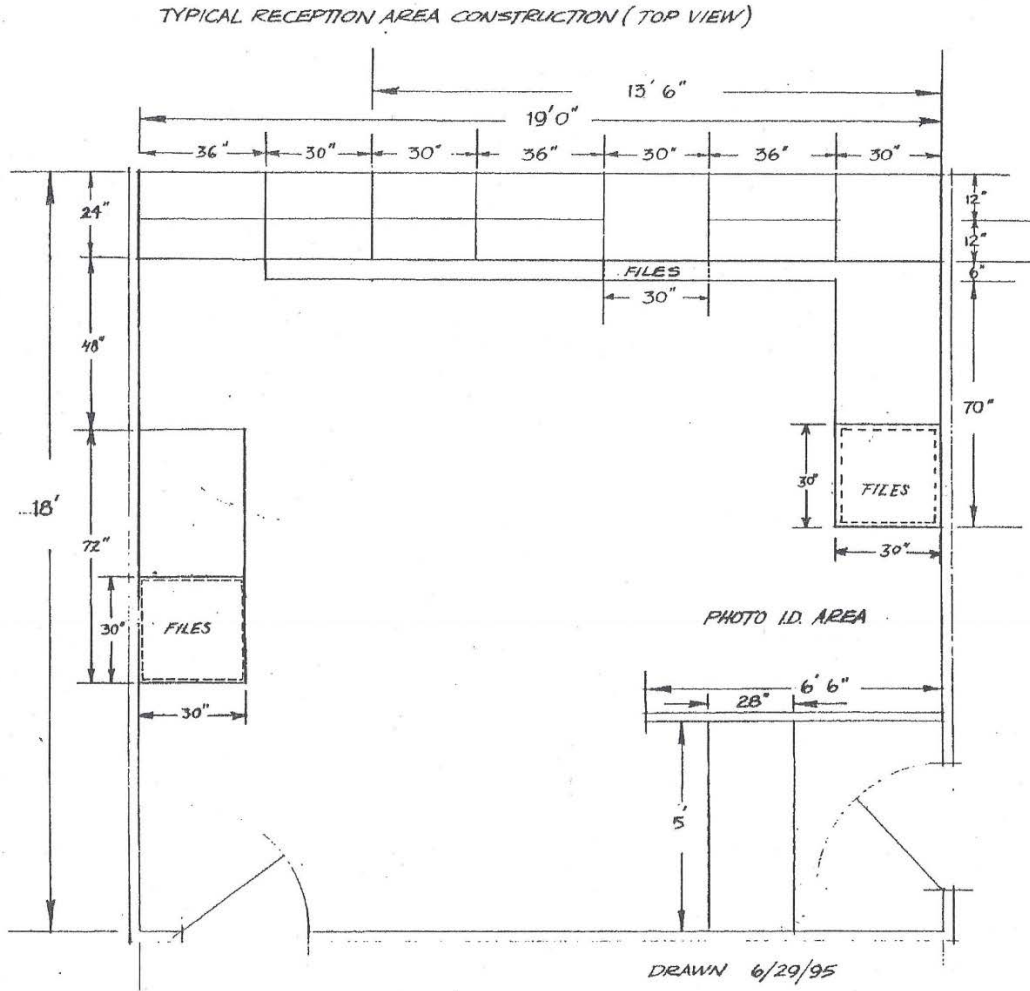 TYPICAL RECEPTION AREA CONSTRUCTION (TOP VIEW)
13' 6"
19'0"
36" 30" 30" 36" 30" 36" 30"
24"
12"
12"
6"
FILES
30"
48"
70"
30"
FILES
18'
72"
30"
30"
FILES
PHOTO I.D. AREA
30"
6' 6"
28"
5'
DRAWN 6/29/95